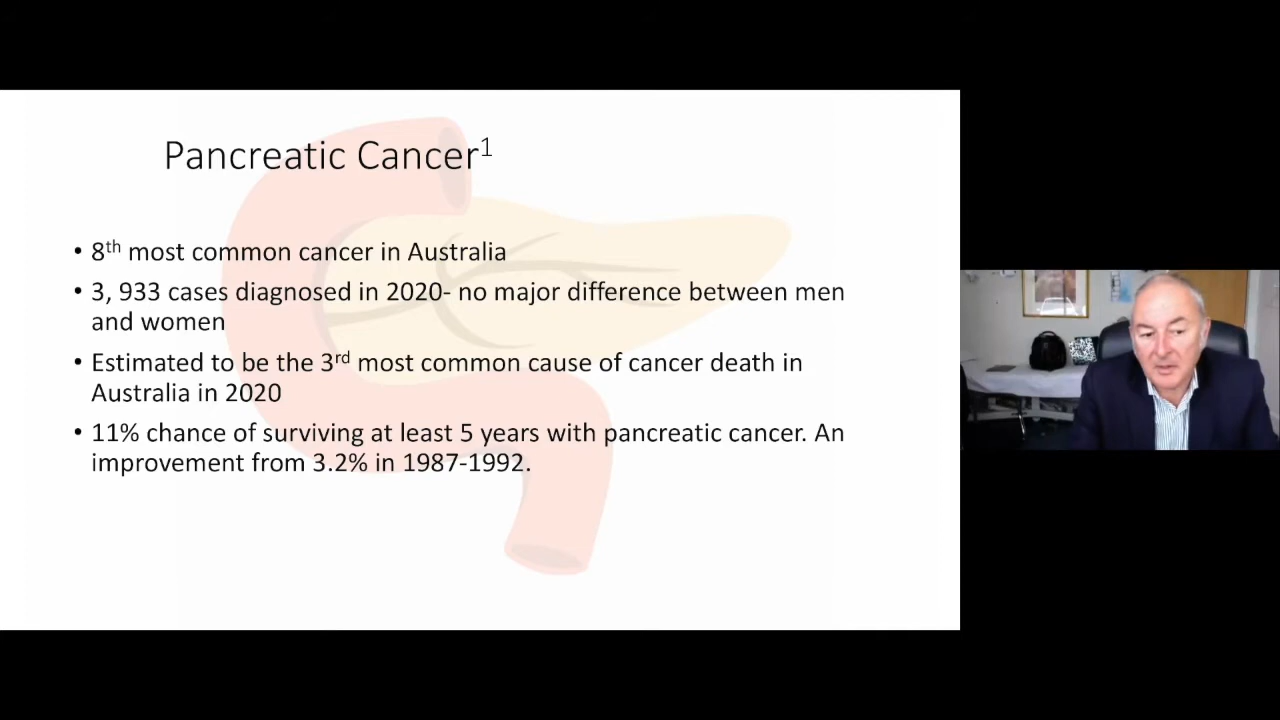 Pancreatic Cancer¹
• 8th most common cancer in Australia
• 3, 933 cases diagnosed in 2020- no major difference between men
and women
• Estimated to be the 3rd most common cause of cancer death in
Australia in 2020
• 11% chance of surviving at least 5 years with pancreatic cancer. An
improvement from 3.2% in 1987-1992.